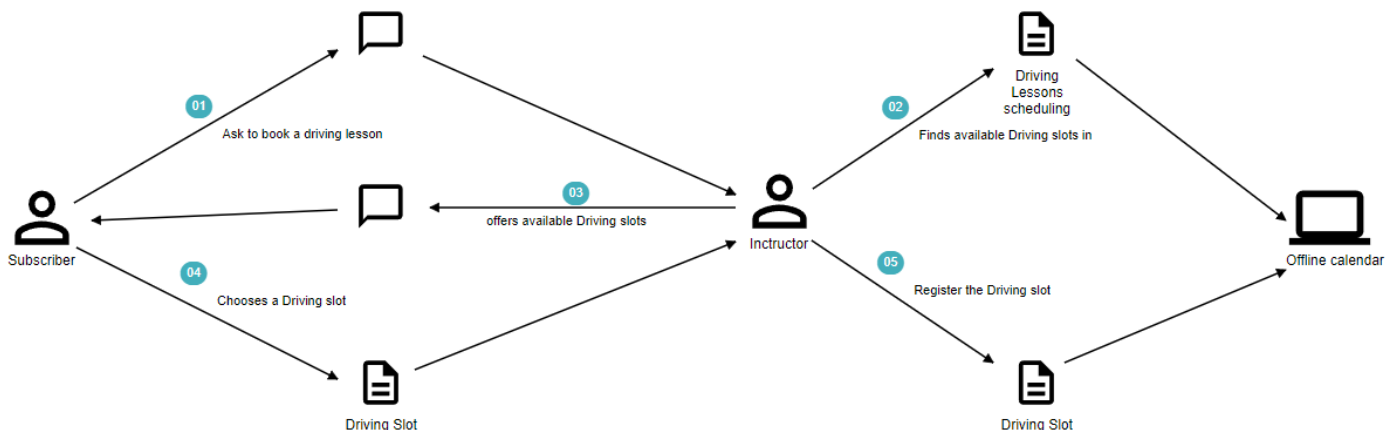 01
Ask to book a driving lesson
02
Finds available Driving slots in
Driving
Lessons
scheduling
03
offers available Driving slots
Subscriber
Inctructor
Offline calendar
04
Chooses a Driving slot
05
Register the Driving slot
Driving Slot
Driving Slot